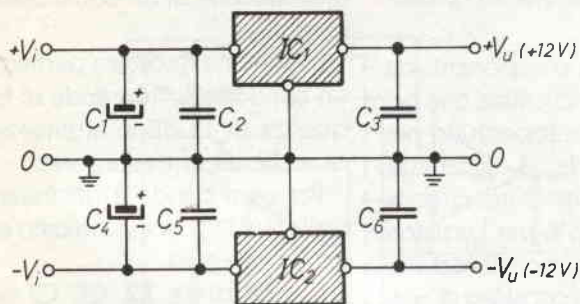 +Vi IC1 +Vu (+12V)
C1 + - C2 C3
0 0
C4 + C5 C6
-Vi IC2 -Vu (-12V)